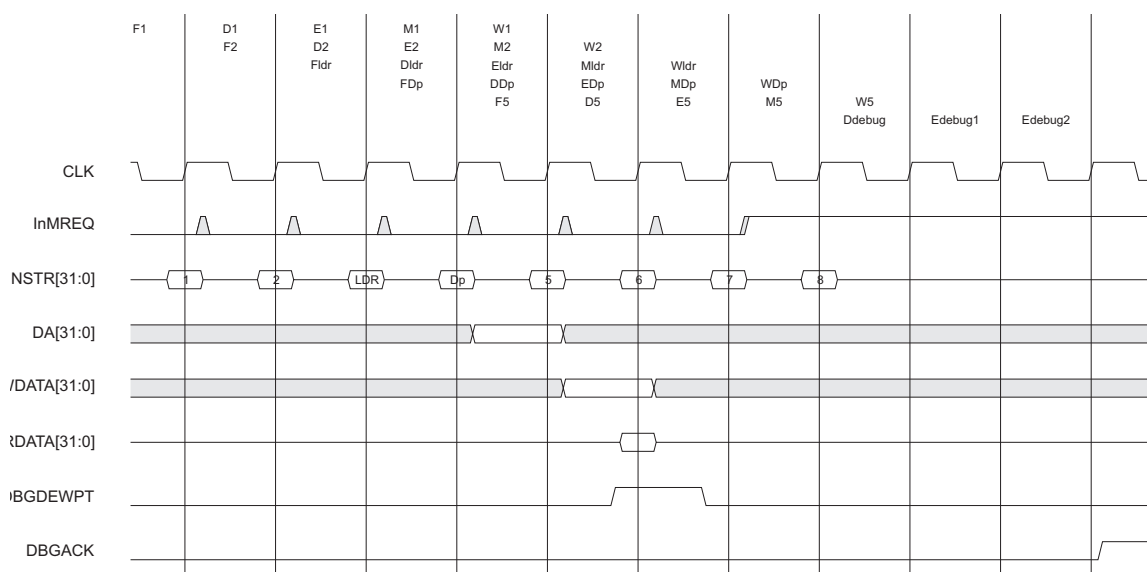 F1 D1 E1 M1 W1
F2 D2 E2 M2 W2
Fldr Dldr Eldr Mldr Wldr
FDp DDp EDp MDp WDp
F5 D5 E5 M5 W5
Ddebug Edebug1 Edebug2
CLK
InMREQ
NSTR[31:0] 1 2 LDR Dp 5 6 7 8
DA[31:0]
DATA[31:0]
DATA[31:0]
BGDEWPT
DBGACK